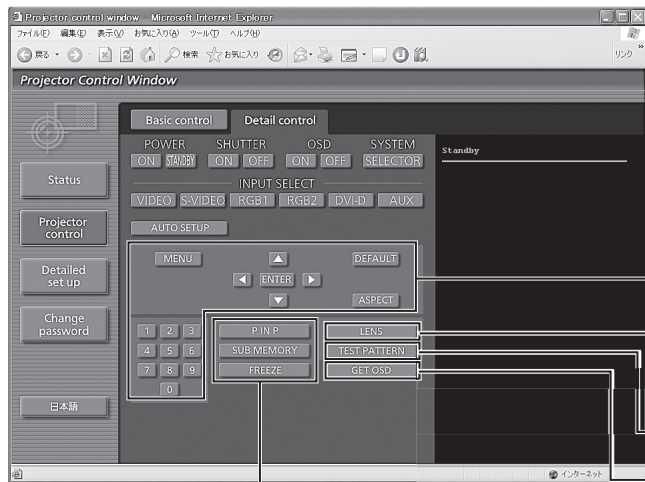 Projector control window - Microsoft Internet Explorer
ファイル(F) 編集(E) 表示(V) お気に入り(A) ツール(T) ヘルプ(H)
戻る 検索 お気に入り リンク »
Projector Control Window
Basic control Detail control
POWER SHUTTER OSD SYSTEM
ON STANDBY ON OFF ON OFF SELECTOR
Standby
INPUT SELECT
VIDEO S-VIDEO RGB1 RGB2 DVI-D AUX
AUTO SETUP
MENU DEFAULT
ENTER
ASPECT
Status
Projector
control
Detailed
set up
Change
password
日本語
1 2 3 P IN P LENS
4 5 6 SUB MEMORY TEST PATTERN
7 8 9 FREEZE GET OSD
0
インターネット